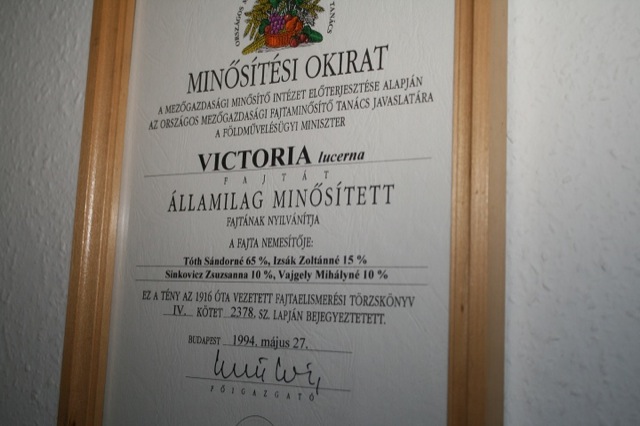 ORSZÁGOS
TANÁCS
MINŐSÍTÉSI OKIRAT
A MEZŐGAZDASÁGI MINŐSÍTŐ INTÉZET ELŐTERJESZTÉSE ALAPJÁN
AZ ORSZÁGOS MEZŐGAZDASÁGI FAJTAMINŐSÍTŐ TANÁCS JAVASLATÁRA
A FÖLDMŰVELÉSÜGYI MINISZTER
VICTORIA lucerna
FAJTÁT
ÁLLAMILAG MINŐSÍTETT
FAJTÁNAK NYILVÁNÍTJA
A FAJTA NEMESÍTŐJE:
Tóth Sándorné 65 %, Izsák Zoltánné 15 %
Sinkovicz Zsuzsanna 10 %, Vajgely Mihályné 10 %
EZ A TÉNY AZ 1916 ÓTA VEZETETT FAJTAELISMERÉSI TÖRZSKÖNYV
IV. KÖTET 2378. SZ. LAPJÁN BEJEGYEZTETETT.
BUDAPEST 1994. május 27.
FŐIGAZGATÓ